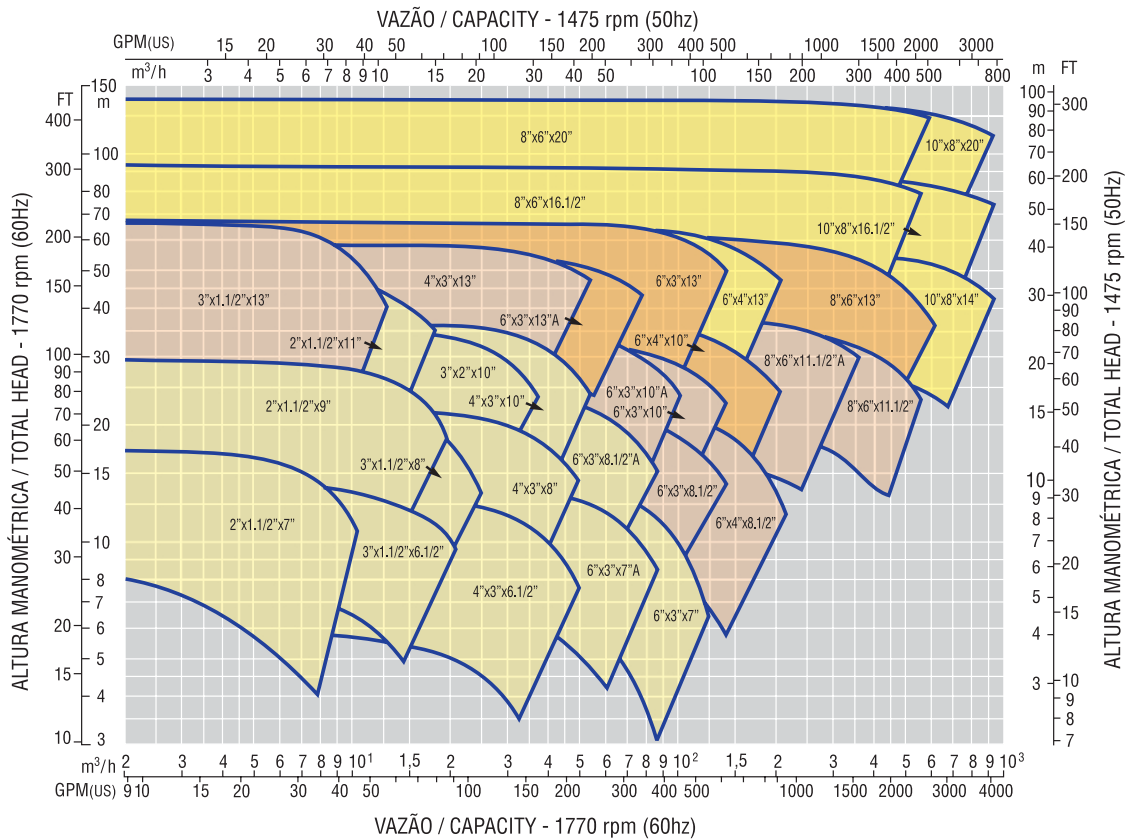 VAZÃO / CAPACITY - 1475 rpm (50hz)
GPM(US) 15 20 30 40 50 100 200 300 400 500 1000 1500 2000 3000
m³/h 3 4 5 6 7 8 9 10 15 20 30 40 50 100 200 300 400 500 800
FT
400
300
200
150
100
90
80
70
60
50
40
30
20
15
10
150
m
100
80
70
60
50
40
30
20
15
10
8
7
6
5
4
3
ALTURA MANOMÉTRICA / TOTAL HEAD - 1770 rpm (60Hz)
8"x6"x20"
10"x8"x20"
8"x6"x16.1/2"
10"x8"x16.1/2"
3"x1.1/2"x13"
4"x3"x13"
6"x3"x13"
6"x4"x13"
8"x6"x13"
10"x8"x14"
6"x3"x13"A
2"x1.1/2"x11"
6"x4"x10"
8"x6"x11.1/2"A
3"x2"x10"
6"x3"x10"A
4"x3"x10"
6"x3"x10"
8"x6"x11.1/2"
2"x1.1/2"x9"
3"x1.1/2"x8"
6"x3"x8.1/2"A
4"x3"x8"
6"x3"x8.1/2"
6"x4"x8.1/2"
2"x1.1/2"x7"
3"x1.1/2"x6.1/2"
4"x3"x6.1/2"
6"x3"x7"A
6"x3"x7"
m
100
90
80
70
60
50
40
30
20
15
10
9
8
7
6
5
4
3
FT
300
200
150
100
90
80
70
60
50
40
30
20
15
10
9
8
7
ALTURA MANOMÉTRICA / TOTAL HEAD - 1475 rpm (50Hz)
m³/h 2 3 4 5 6 7 8 9 10¹ 1,5 2 3 4 5 6 7 8 9 10² 1,5 2 3 4 5 6 7 8 9 10³
GPM(US) 9 10 15 20 30 40 50 100 200 300 400 500 1000 1500 2000 3000 4000
VAZÃO / CAPACITY - 1770 rpm (60hz)